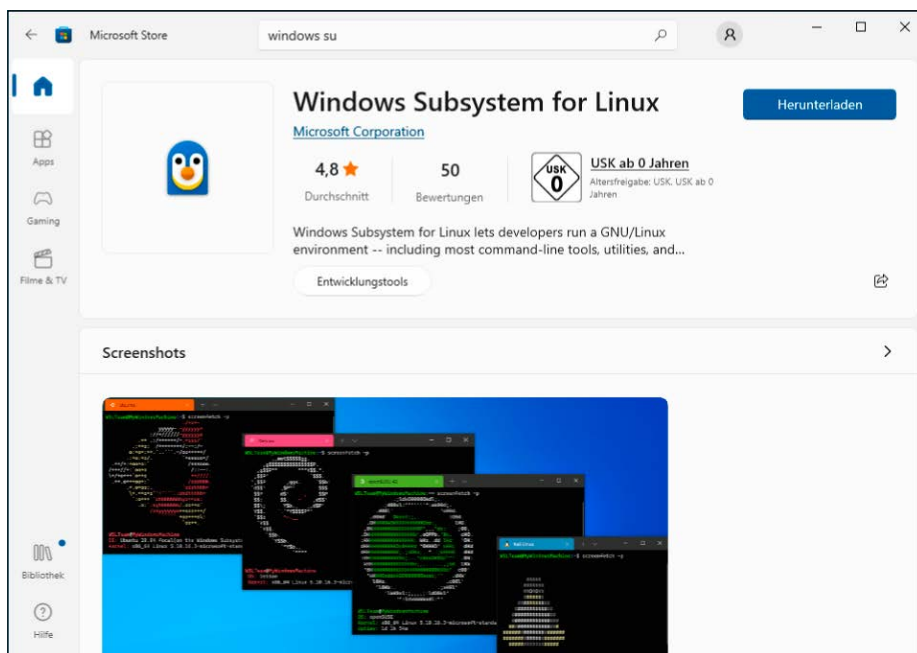 Microsoft Store
windows su
Apps
Gaming
Filme & TV
Bibliothek
Hilfe
Windows Subsystem for Linux
Herunterladen
Microsoft Corporation
4,8
Durchschnitt
50
Bewertungen
USK
0
USK ab 0 Jahren
Altersfreigabe: USK. USK ab 0
Jahren
Windows Subsystem for Linux lets developers run a GNU/Linux
environment -- including most command-line tools, utilities, and...
Entwicklungstools
Screenshots